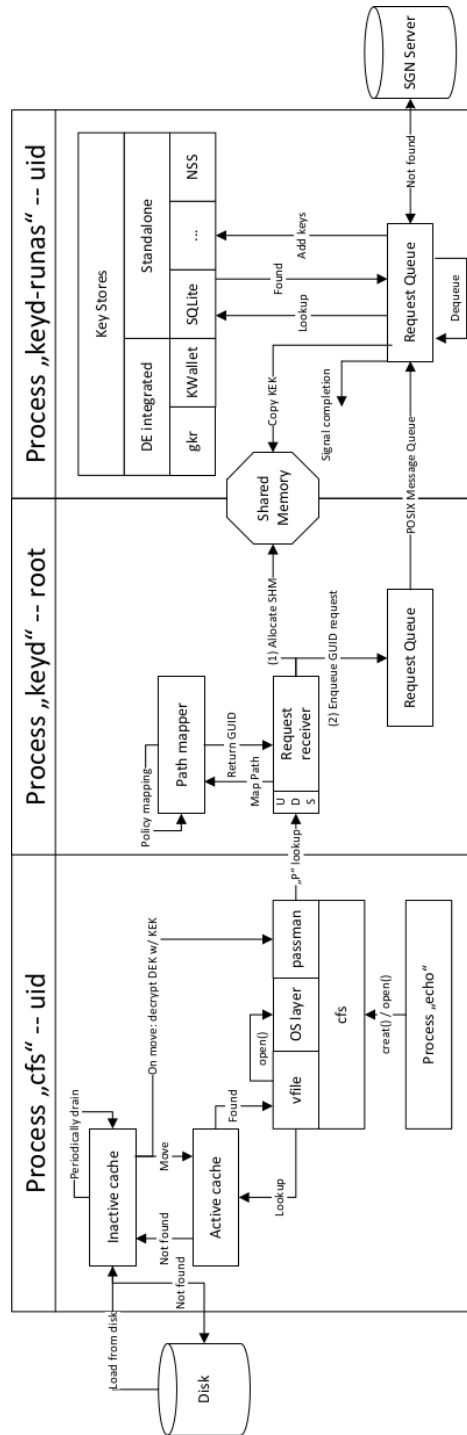 Process „cfs“ -- uid
Process „keyd“ -- root
Process „keyd-runas“ -- uid
Disk
Load from disk
Not found
Periodically drain
Inactive cache
On move: decrypt DEK w/ KEK
Move
Not found
Active cache
Found
Lookup
open()
vfile
OS layer
passman
cfs
creat() / open()
Process „echo“
„P“ lookup
Policy mapping
Path mapper
Return GUID
Map Path
U
D
S
Request
receiver
(1) Allocate SHM
(2) Enqueue GUID request
Request Queue
Shared
Memory
POSIX Message Queue
Key Stores
DE integrated
Standalone
gkr
KWallet
SQLite
...
NSS
Copy KEK
Signal completion
Lookup
Found
Add keys
Request Queue
Dequeue
Not found
SGN Server